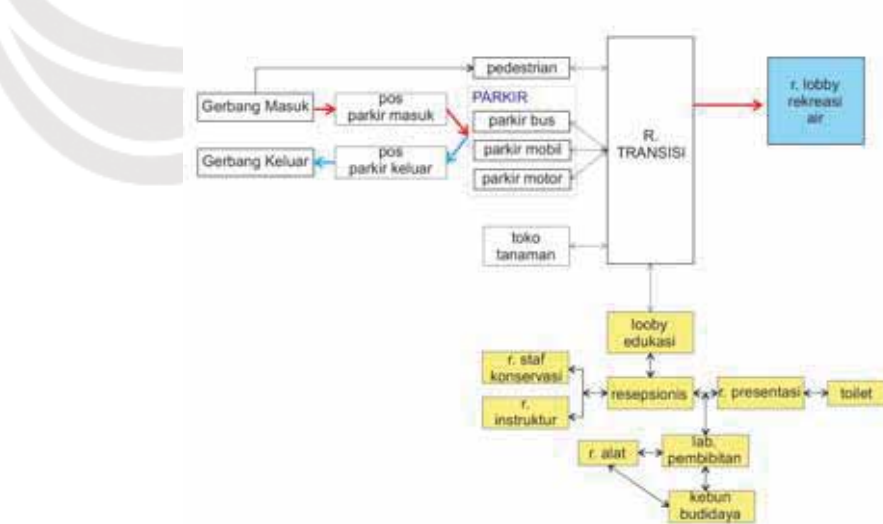 pedestrian
Gerbang Masuk
pos
parkir masuk
PARKIR
parkir bus
Gerbang Keluar
pos
parkir keluar
parkir mobil
parkir motor
R.
TRANSISI
r. lobby
rekreasi
air
toko
tanaman
looby
edukasi
r. staf
konservasi
resepsionis
r. presentasi
toilet
r.
instruktur
r. alat
lab.
pembibitan
kebun
budidaya